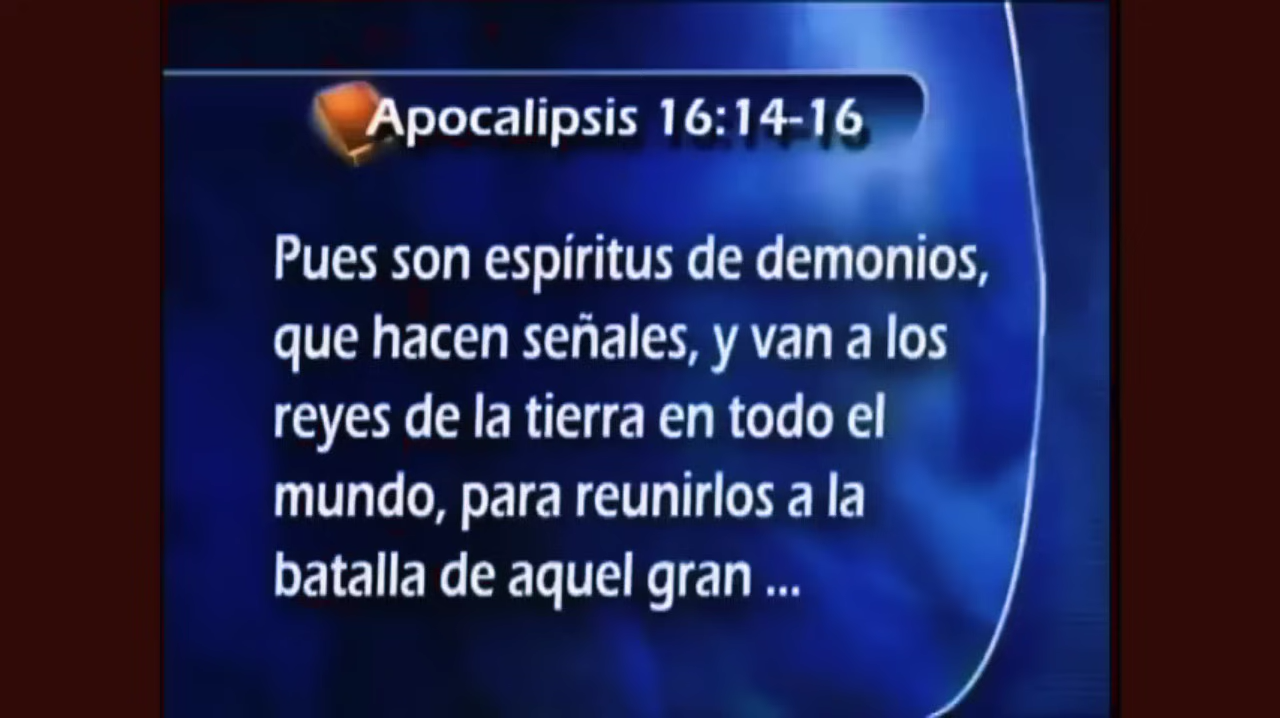 Apocalipsis 16:14-16
Pues son espíritus de demonios,
que hacen señales, y van a los
reyes de la tierra en todo el
mundo, para reunirlos a la
batalla de aquel gran ...